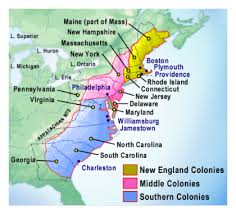 Maine (part of Mass)
New Hampshire
Massachusetts
New York
L. Superior
L. Huron
L. Ontario
L. Michigan
L. Erie
Boston
Plymouth
Providence
Rhode Island
Connecticut
New Jersey
Philadelphia
Pennsylvania
Delaware
Virginia
Maryland
Williamsburg
Jamestown
APPALACHIAN MTS.
North Carolina
South Carolina
Georgia
Charleston
New England Colonies
Middle Colonies
Southern Colonies